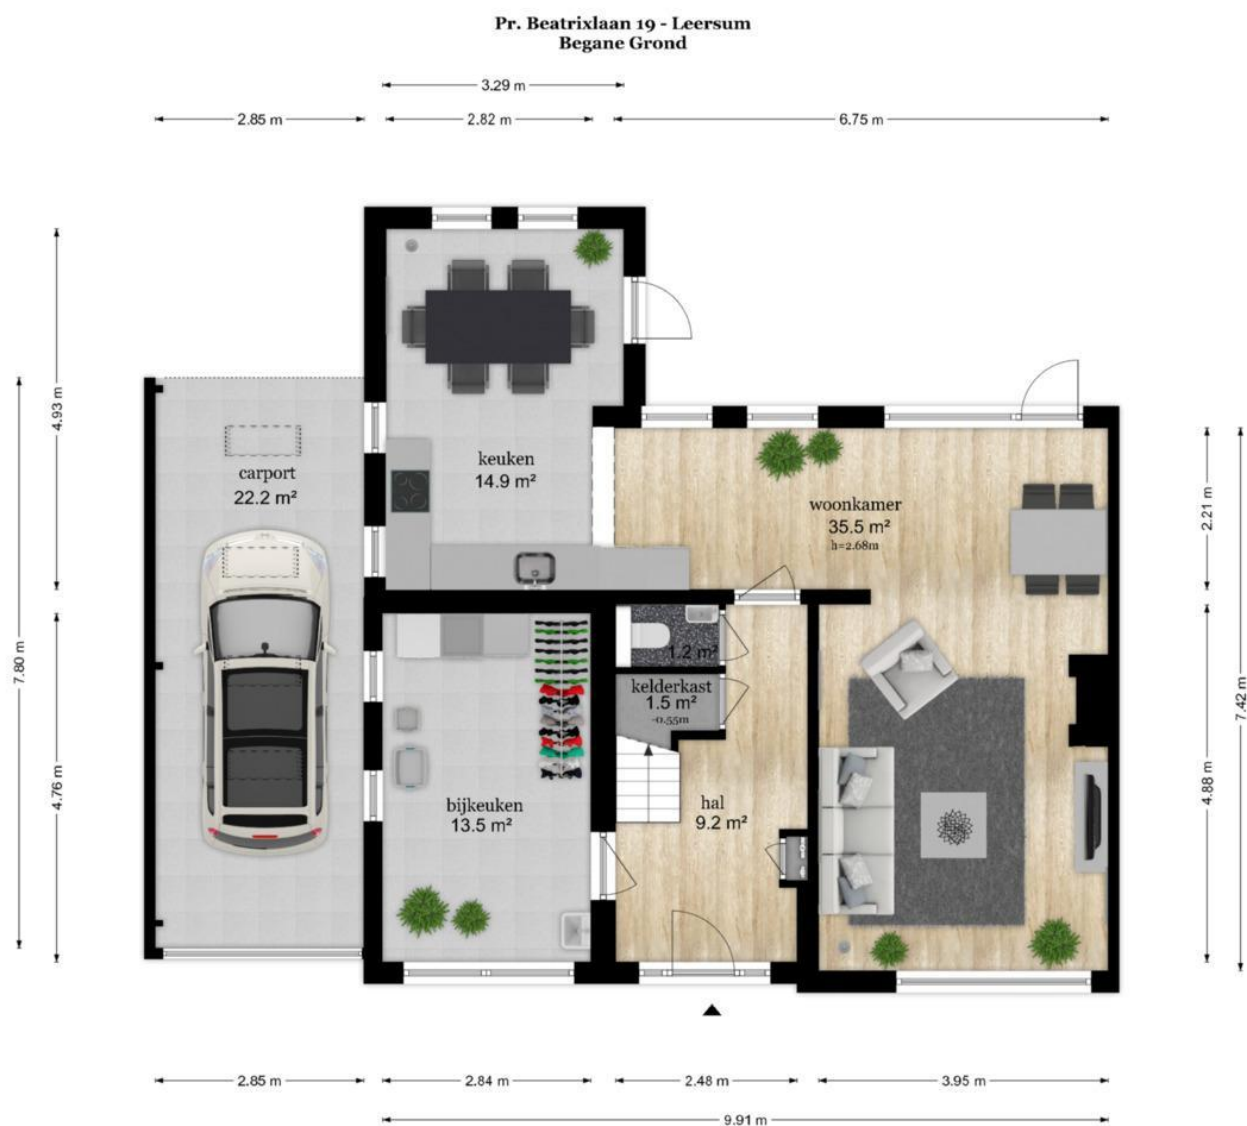 Pr. Beatrixlaan 19 - Leersum
Begane Grond
3.29 m
2.85 m
2.82 m
6.75 m
4.93 m
7.80 m
4.76 m
carport
22.2 m²
keuken
14.9 m²
woonkamer
35.5 m²
h=2.68m
2.21 m
7.42 m
4.88 m
1.2 m²
kelderkast
1.5 m²
-0.55m
bijkeuken
13.5 m²
hal
9.2 m²
2.85 m
2.84 m
2.48 m
3.95 m
9.91 m